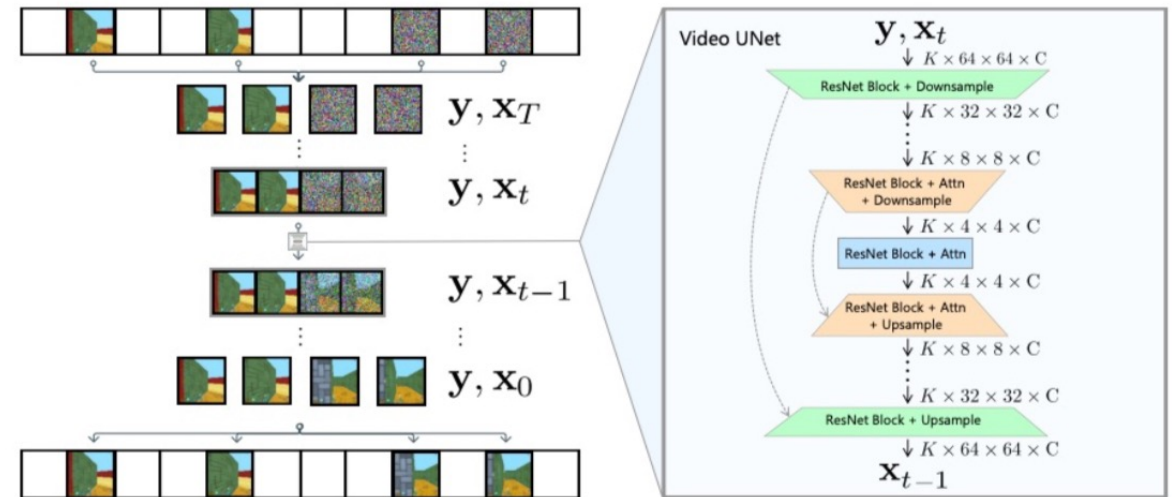 y, x_T
y, x_t
y, x_{t-1}
y, x_0
Video UNet
y, x_t
K × 64 × 64 × C
ResNet Block + Downsample
K × 32 × 32 × C
K × 8 × 8 × C
ResNet Block + Attn
+ Downsample
K × 4 × 4 × C
ResNet Block + Attn
K × 4 × 4 × C
ResNet Block + Attn
+ Upsample
K × 8 × 8 × C
K × 32 × 32 × C
ResNet Block + Upsample
K × 64 × 64 × C
x_{t-1}